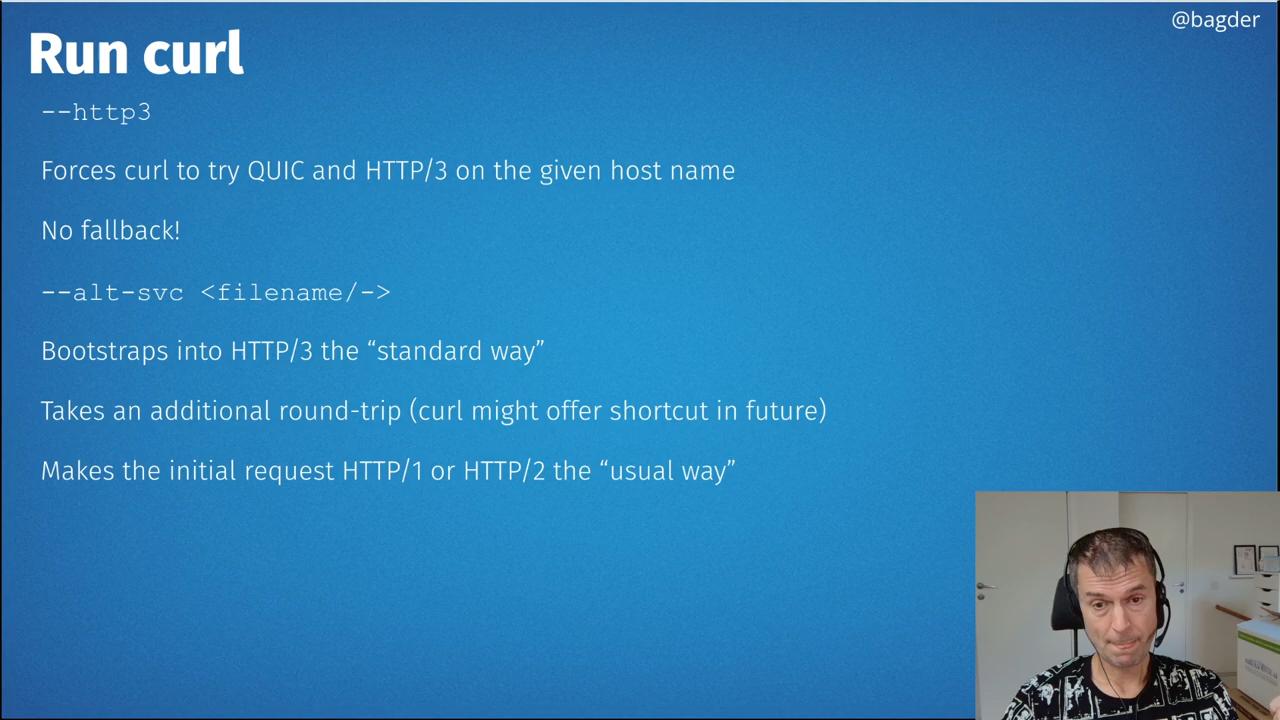 @bagder
Run curl
--http3
Forces curl to try QUIC and HTTP/3 on the given host name
No fallback!
--alt-svc <filename/->
Bootstraps into HTTP/3 the “standard way”
Takes an additional round-trip (curl might offer shortcut in future)
Makes the initial request HTTP/1 or HTTP/2 the “usual way”